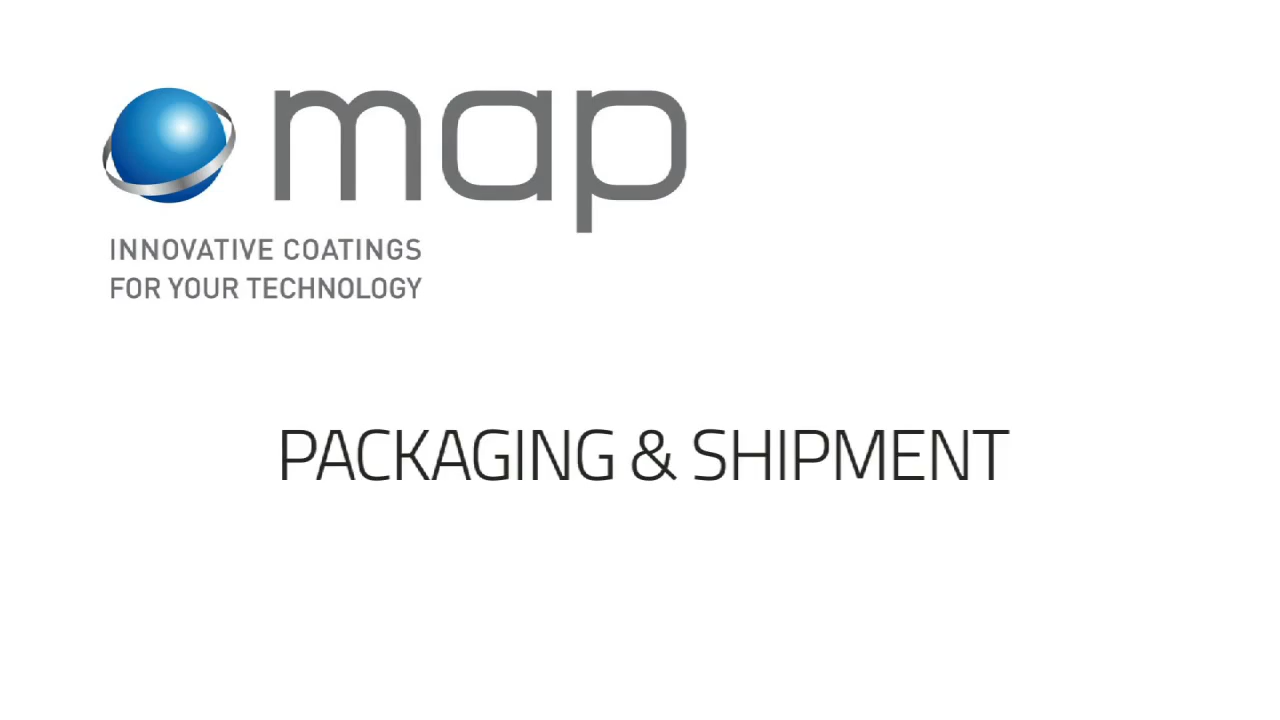 map
INNOVATIVE COATINGS
FOR YOUR TECHNOLOGY
PACKAGING & SHIPMENT